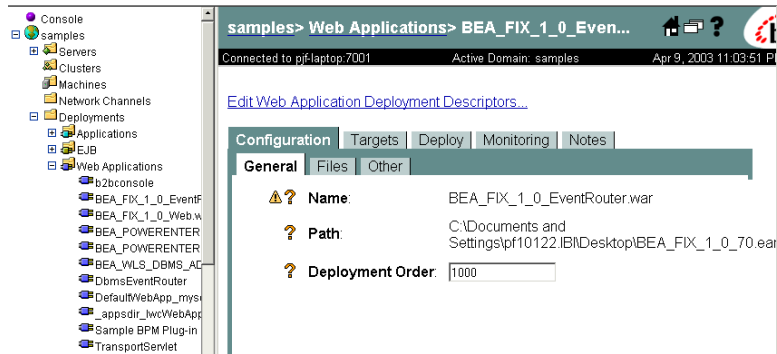 Console
samples
Servers
Clusters
Machines
Network Channels
Deployments
Applications
EJB
Web Applications
b2bconsole
BEA_FIX_1_0_EventF
BEA_FIX_1_0_Web.w
BEA_POWERENTER
BEA_POWERENTER
BEA_WLS_DBMS_AD
DbmsEventRouter
DefaultWebApp_myse
_appsdir_lwcWebApp
Sample BPM Plug-in
TransportServlet
samples> Web Applications> BEA_FIX_1_0_Even...
Connected to pjf-laptop:7001 Active Domain: samples Apr 9, 2003 11:03:51 P
Edit Web Application Deployment Descriptors...
Configuration Targets Deploy Monitoring Notes
General Files Other
Name: BEA_FIX_1_0_EventRouter.war
Path: C:\Documents and
Settings\pf10122.IBI\Desktop\BEA_FIX_1_0_70.ear
Deployment Order: 1000